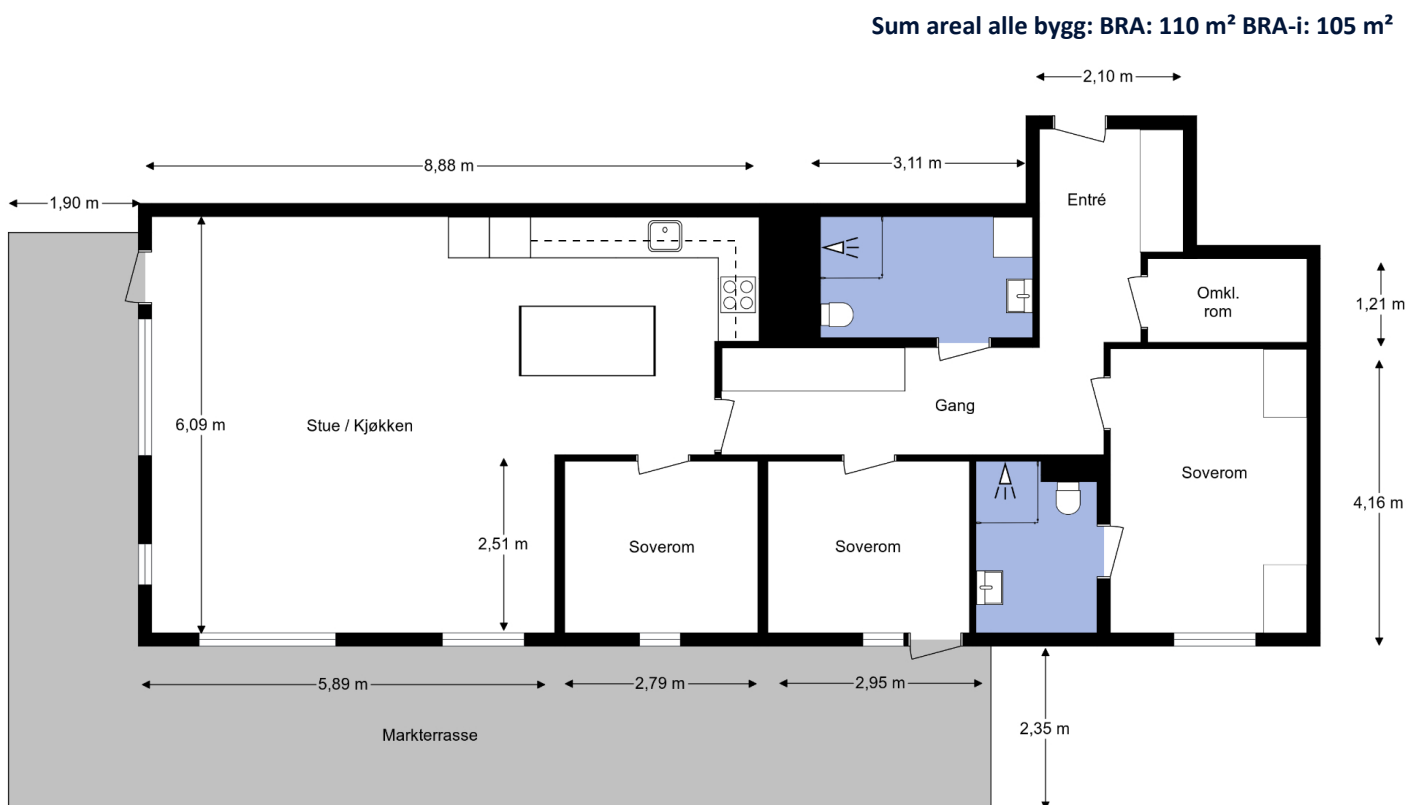 Sum areal alle bygg: BRA: 110 m² BRA-i: 105 m²
2,10 m
8,88 m
3,11 m
1,90 m
Entré
Omkl.
rom
1,21 m
6,09 m
Stue / Kjøkken
Gang
Soverom
4,16 m
2,51 m
Soverom
Soverom
5,89 m
2,79 m
2,95 m
2,35 m
Markterrasse